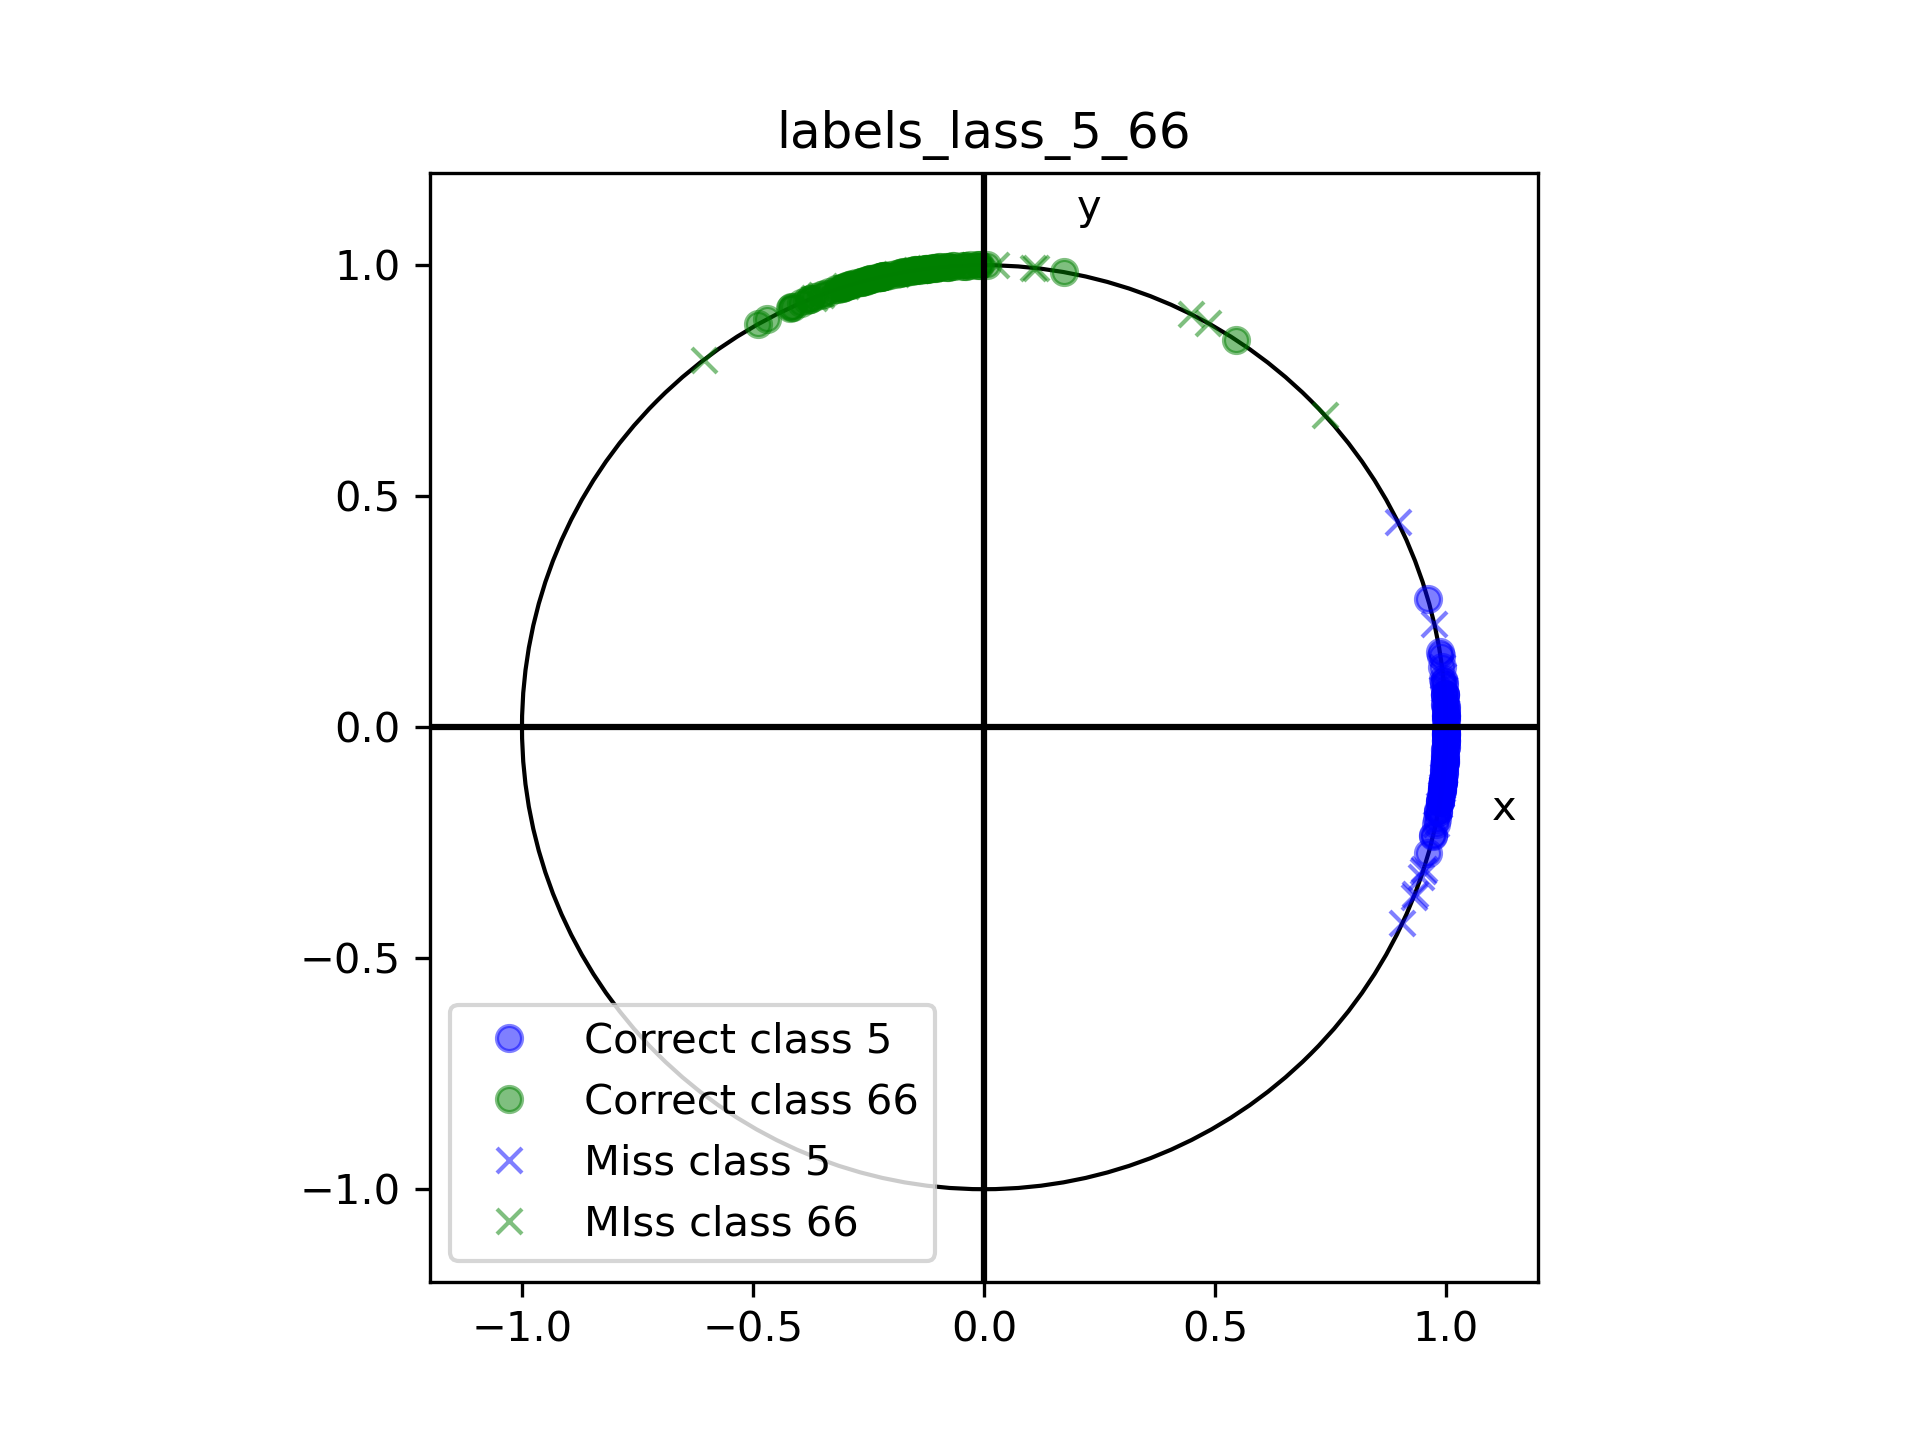 labels_lass_5_66
y
1.0
0.5
0.0
x
−0.5
−1.0
Correct class 5
Correct class 66
Miss class 5
MIss class 66
−1.0 −0.5 0.0 0.5 1.0